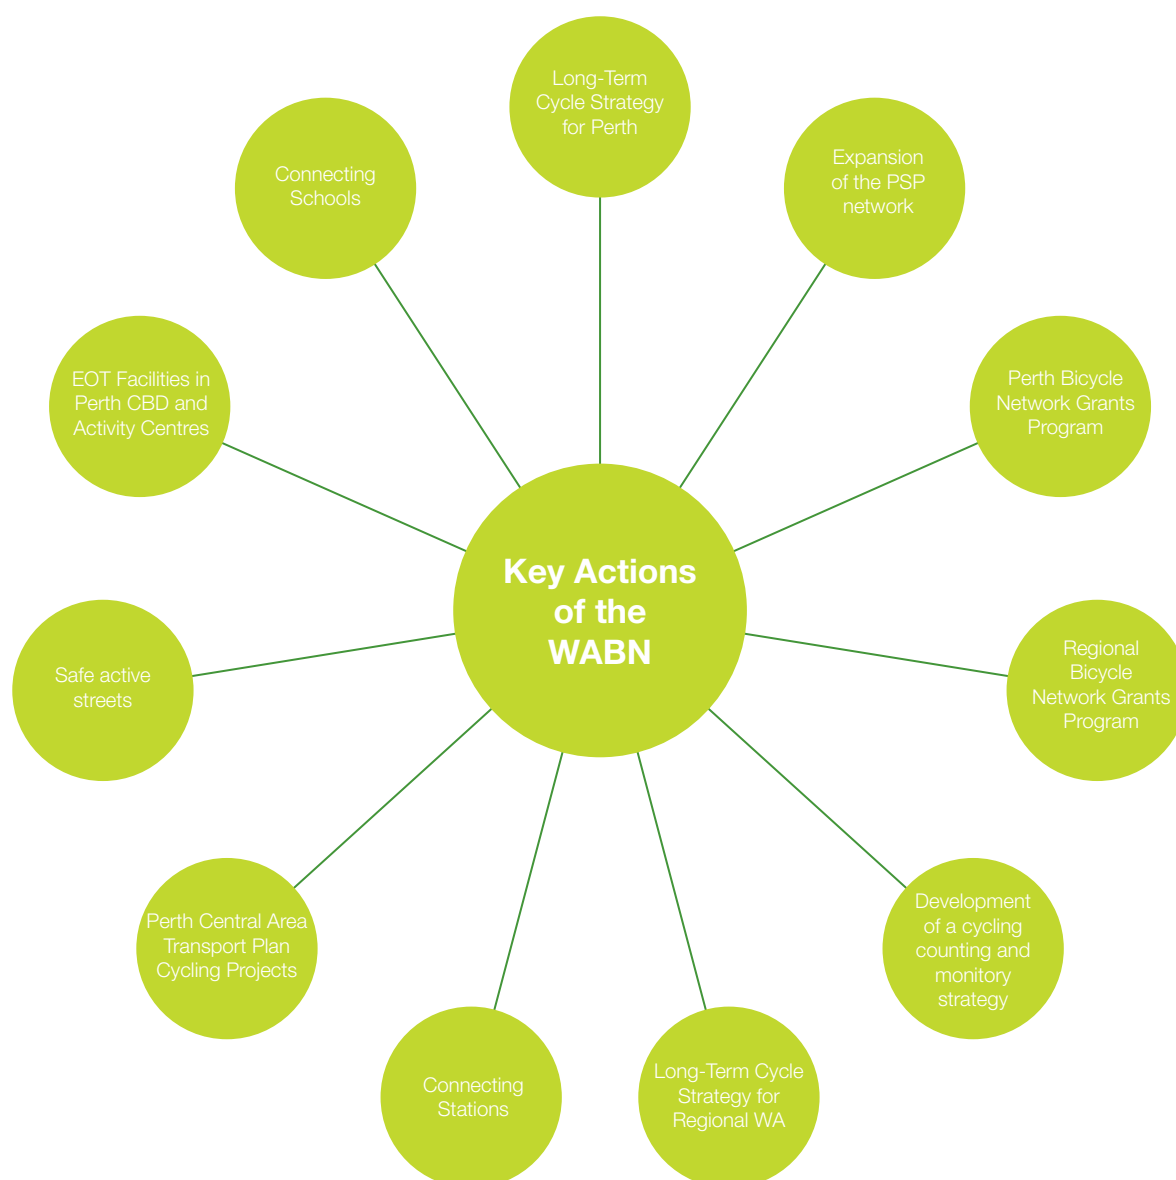 Long-Term
Cycle Strategy
for Perth
Expansion
of the PSP
network
Perth Bicycle
Network Grants
Program
Regional
Bicycle
Network Grants
Program
Development
of a cycling
counting and
monitory
strategy
Long-Term Cycle
Strategy for
Regional WA
Connecting
Stations
Perth Central Area
Transport Plan
Cycling Projects
Safe active
streets
EOT Facilities in
Perth CBD and
Activity Centres
Connecting
Schools
Key Actions
of the
WABN